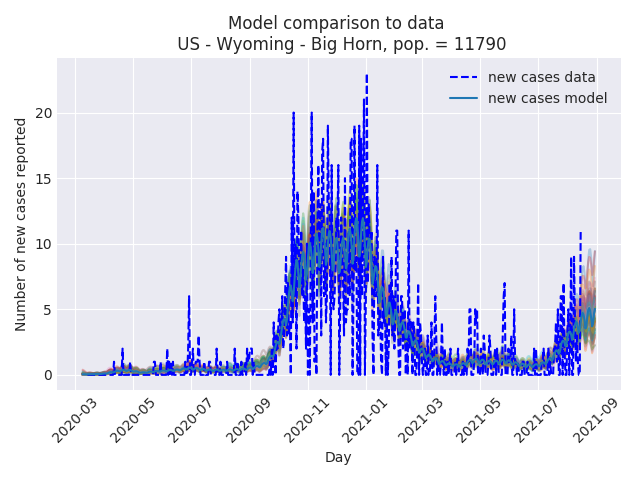 Model comparison to data
US - Wyoming - Big Horn, pop. = 11790
new cases data
new cases model
Number of new cases reported
20
15
10
5
0
2020-03
2020-05
2020-07
2020-09
2020-11
2021-01
2021-03
2021-05
2021-07
2021-09
Day